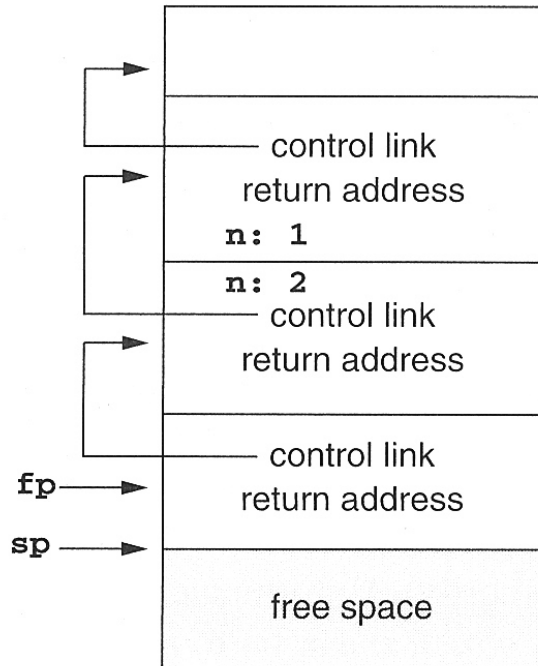 control link
return address
n: 1
n: 2
control link
return address
control link
fp
return address
sp
free space